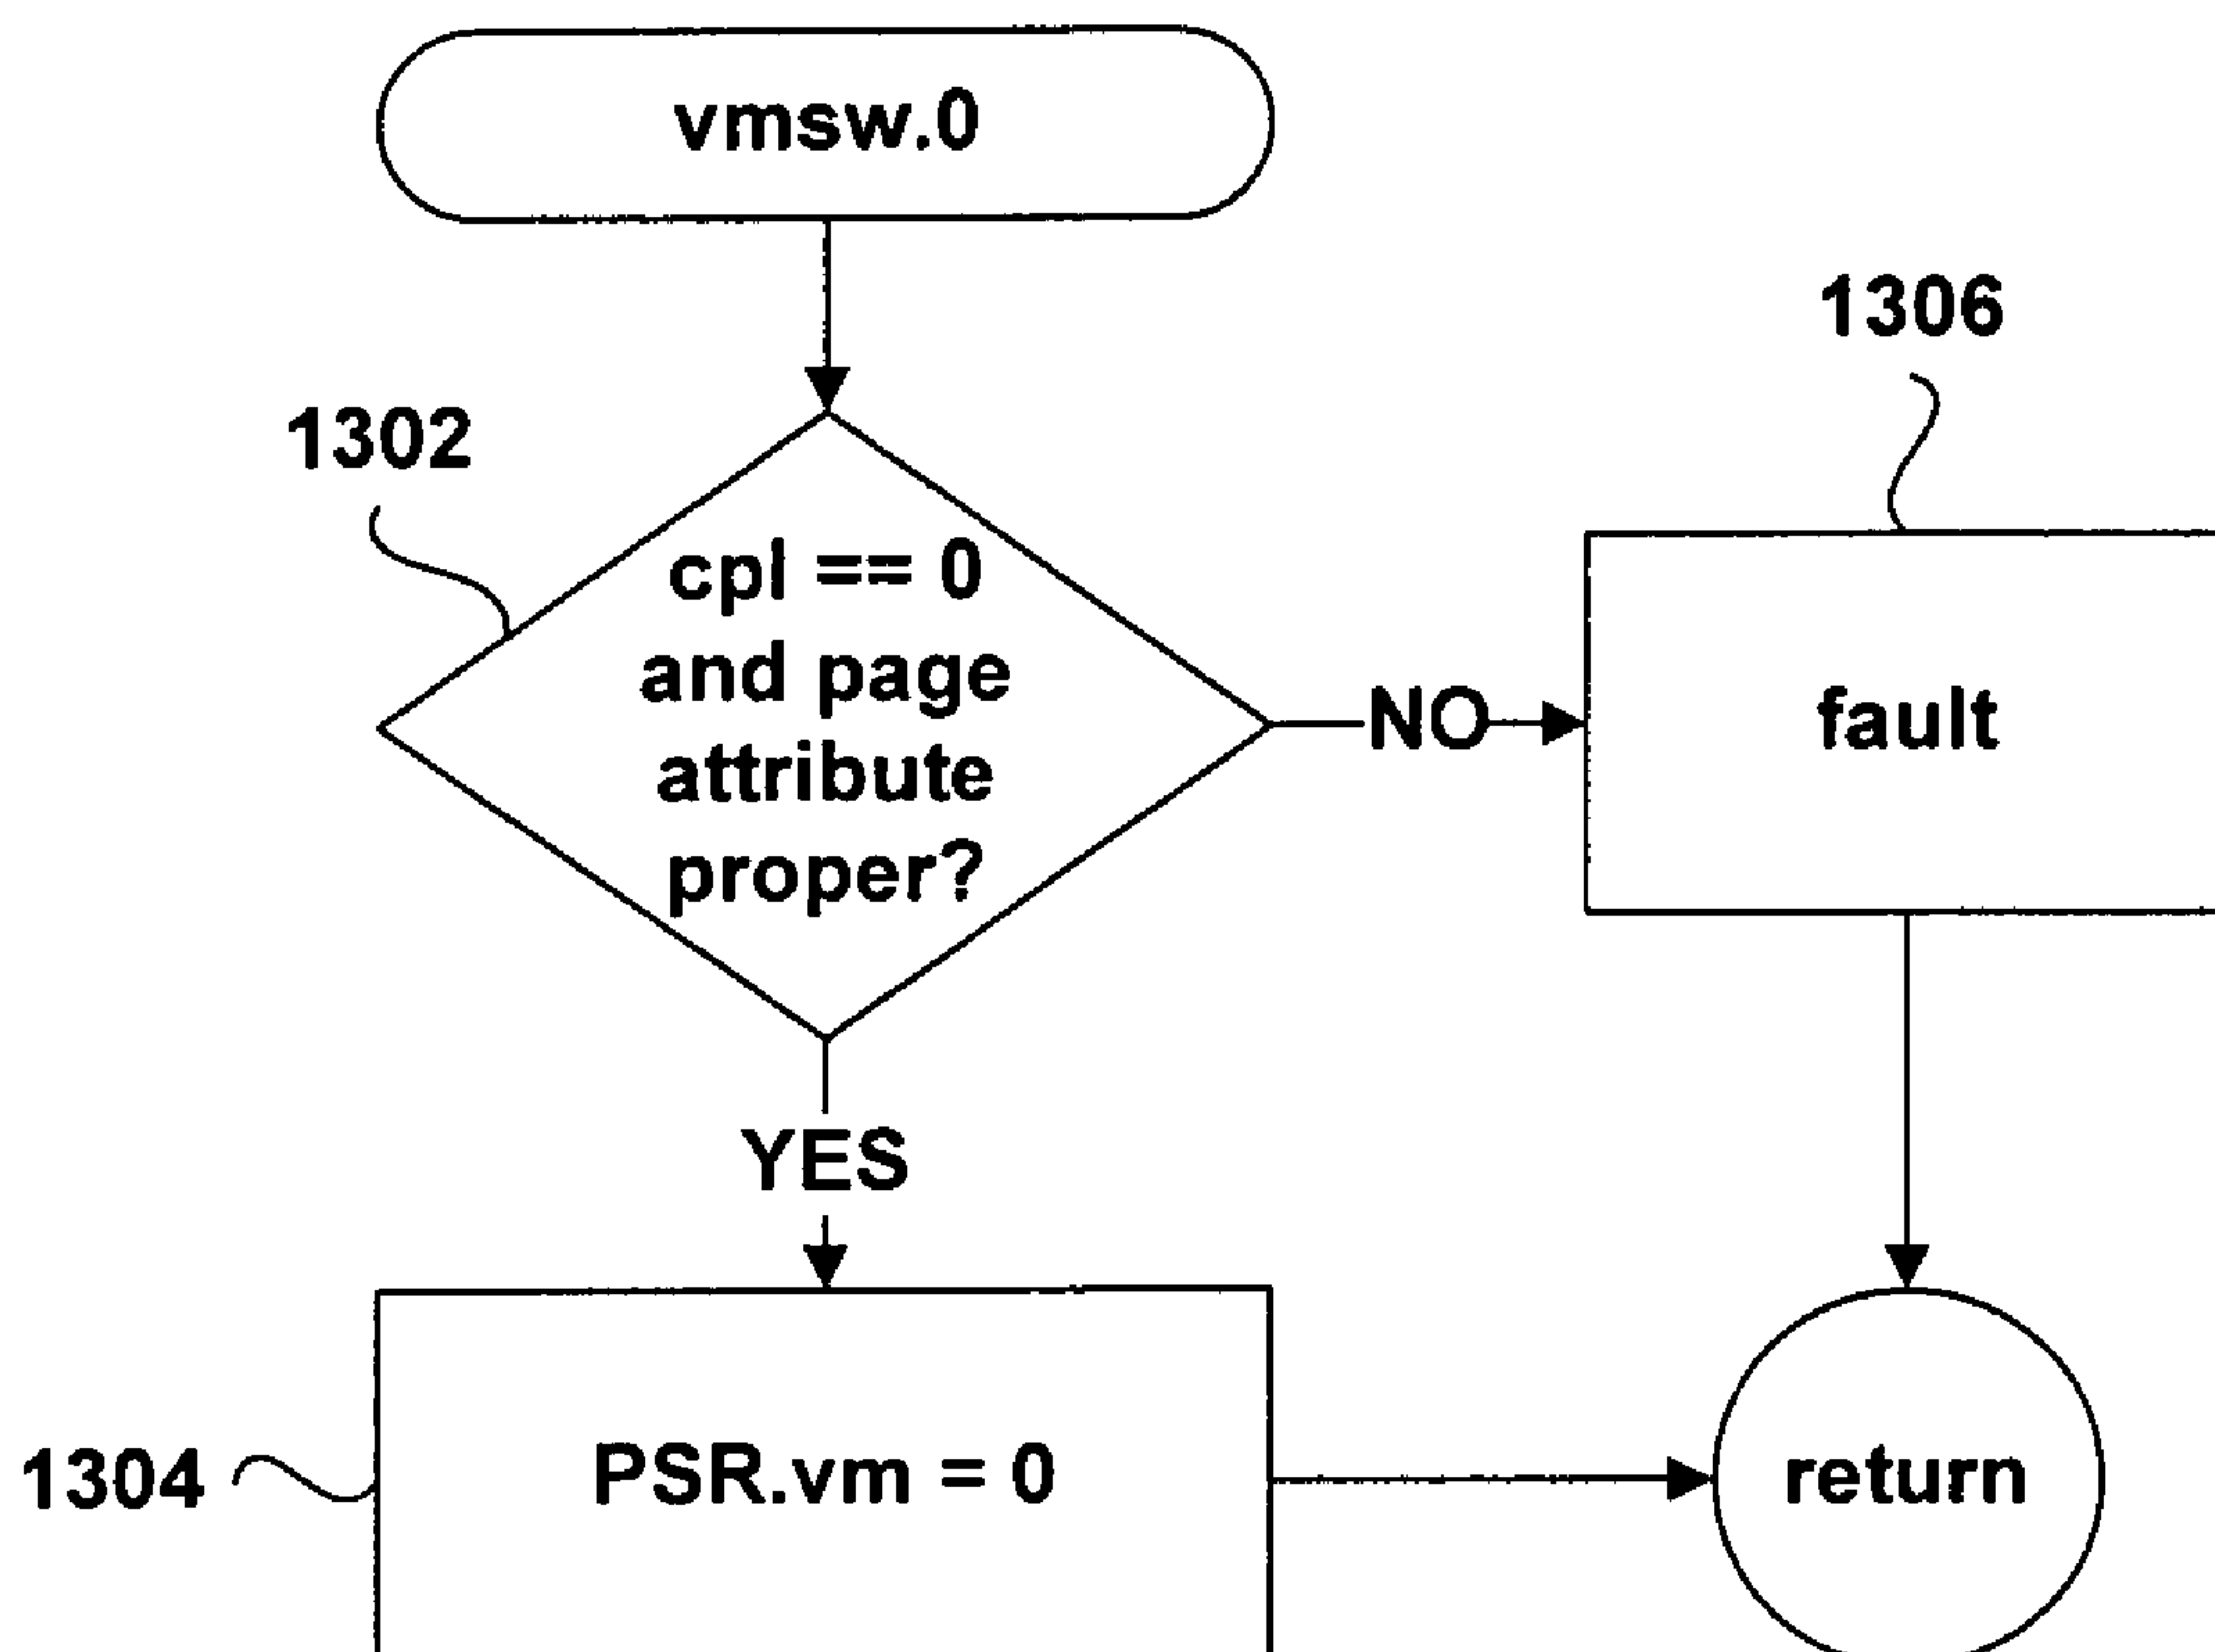 vmsw.0
1306
1302
cpl == 0
and page
attribute
proper?
NO
fault
YES
1304
PSR.vm = 0
return